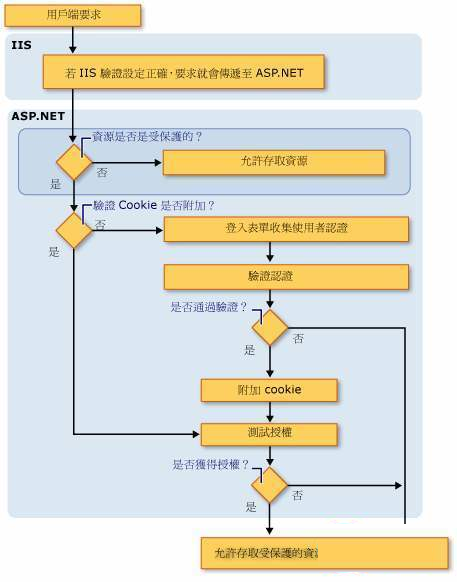 用戶端要求
IIS
若 IIS 驗證設定正確，要求就會傳遞至 ASP.NET
ASP.NET
資源是否是受保護的？
允許存取資源
是
否
驗證 Cookie 是否附加？
否
登入表單收集使用者認證
是
驗證認證
是否通過驗證？
否
是
附加 cookie
測試授權
是否獲得授權？
否
是
允許存取受保護的資